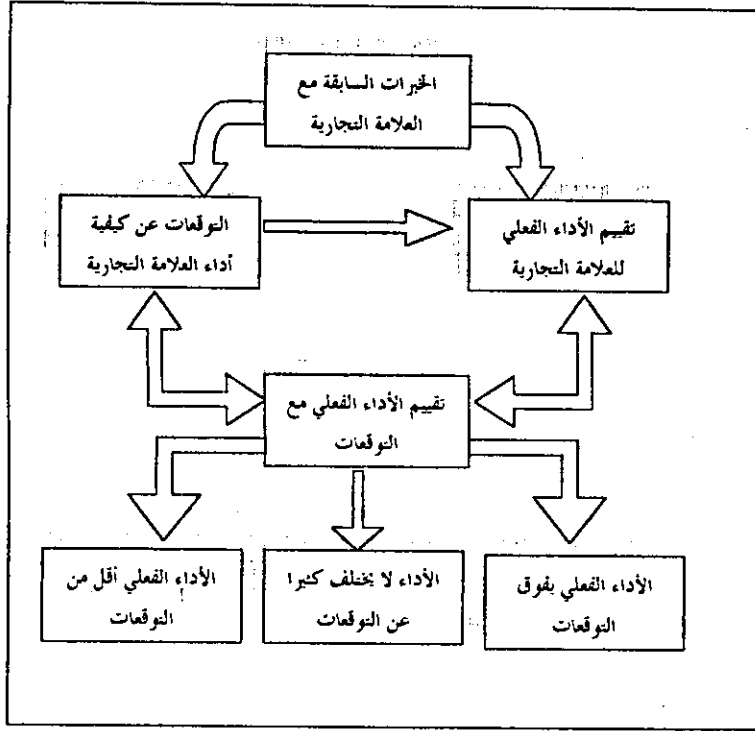 الخبرات السابقة مع
العلامة التجارية
تقييم الأداء الفعلي
للعلامة التجارية
التوقعات عن كيفية
أداء العلامة التجارية
تقييم الأداء الفعلي مع
التوقعات
الأداء الفعلي يفوق
التوقعات
الأداء لا يختلف كثيرا
عن التوقعات
الأداء الفعلي أقل من
التوقعات